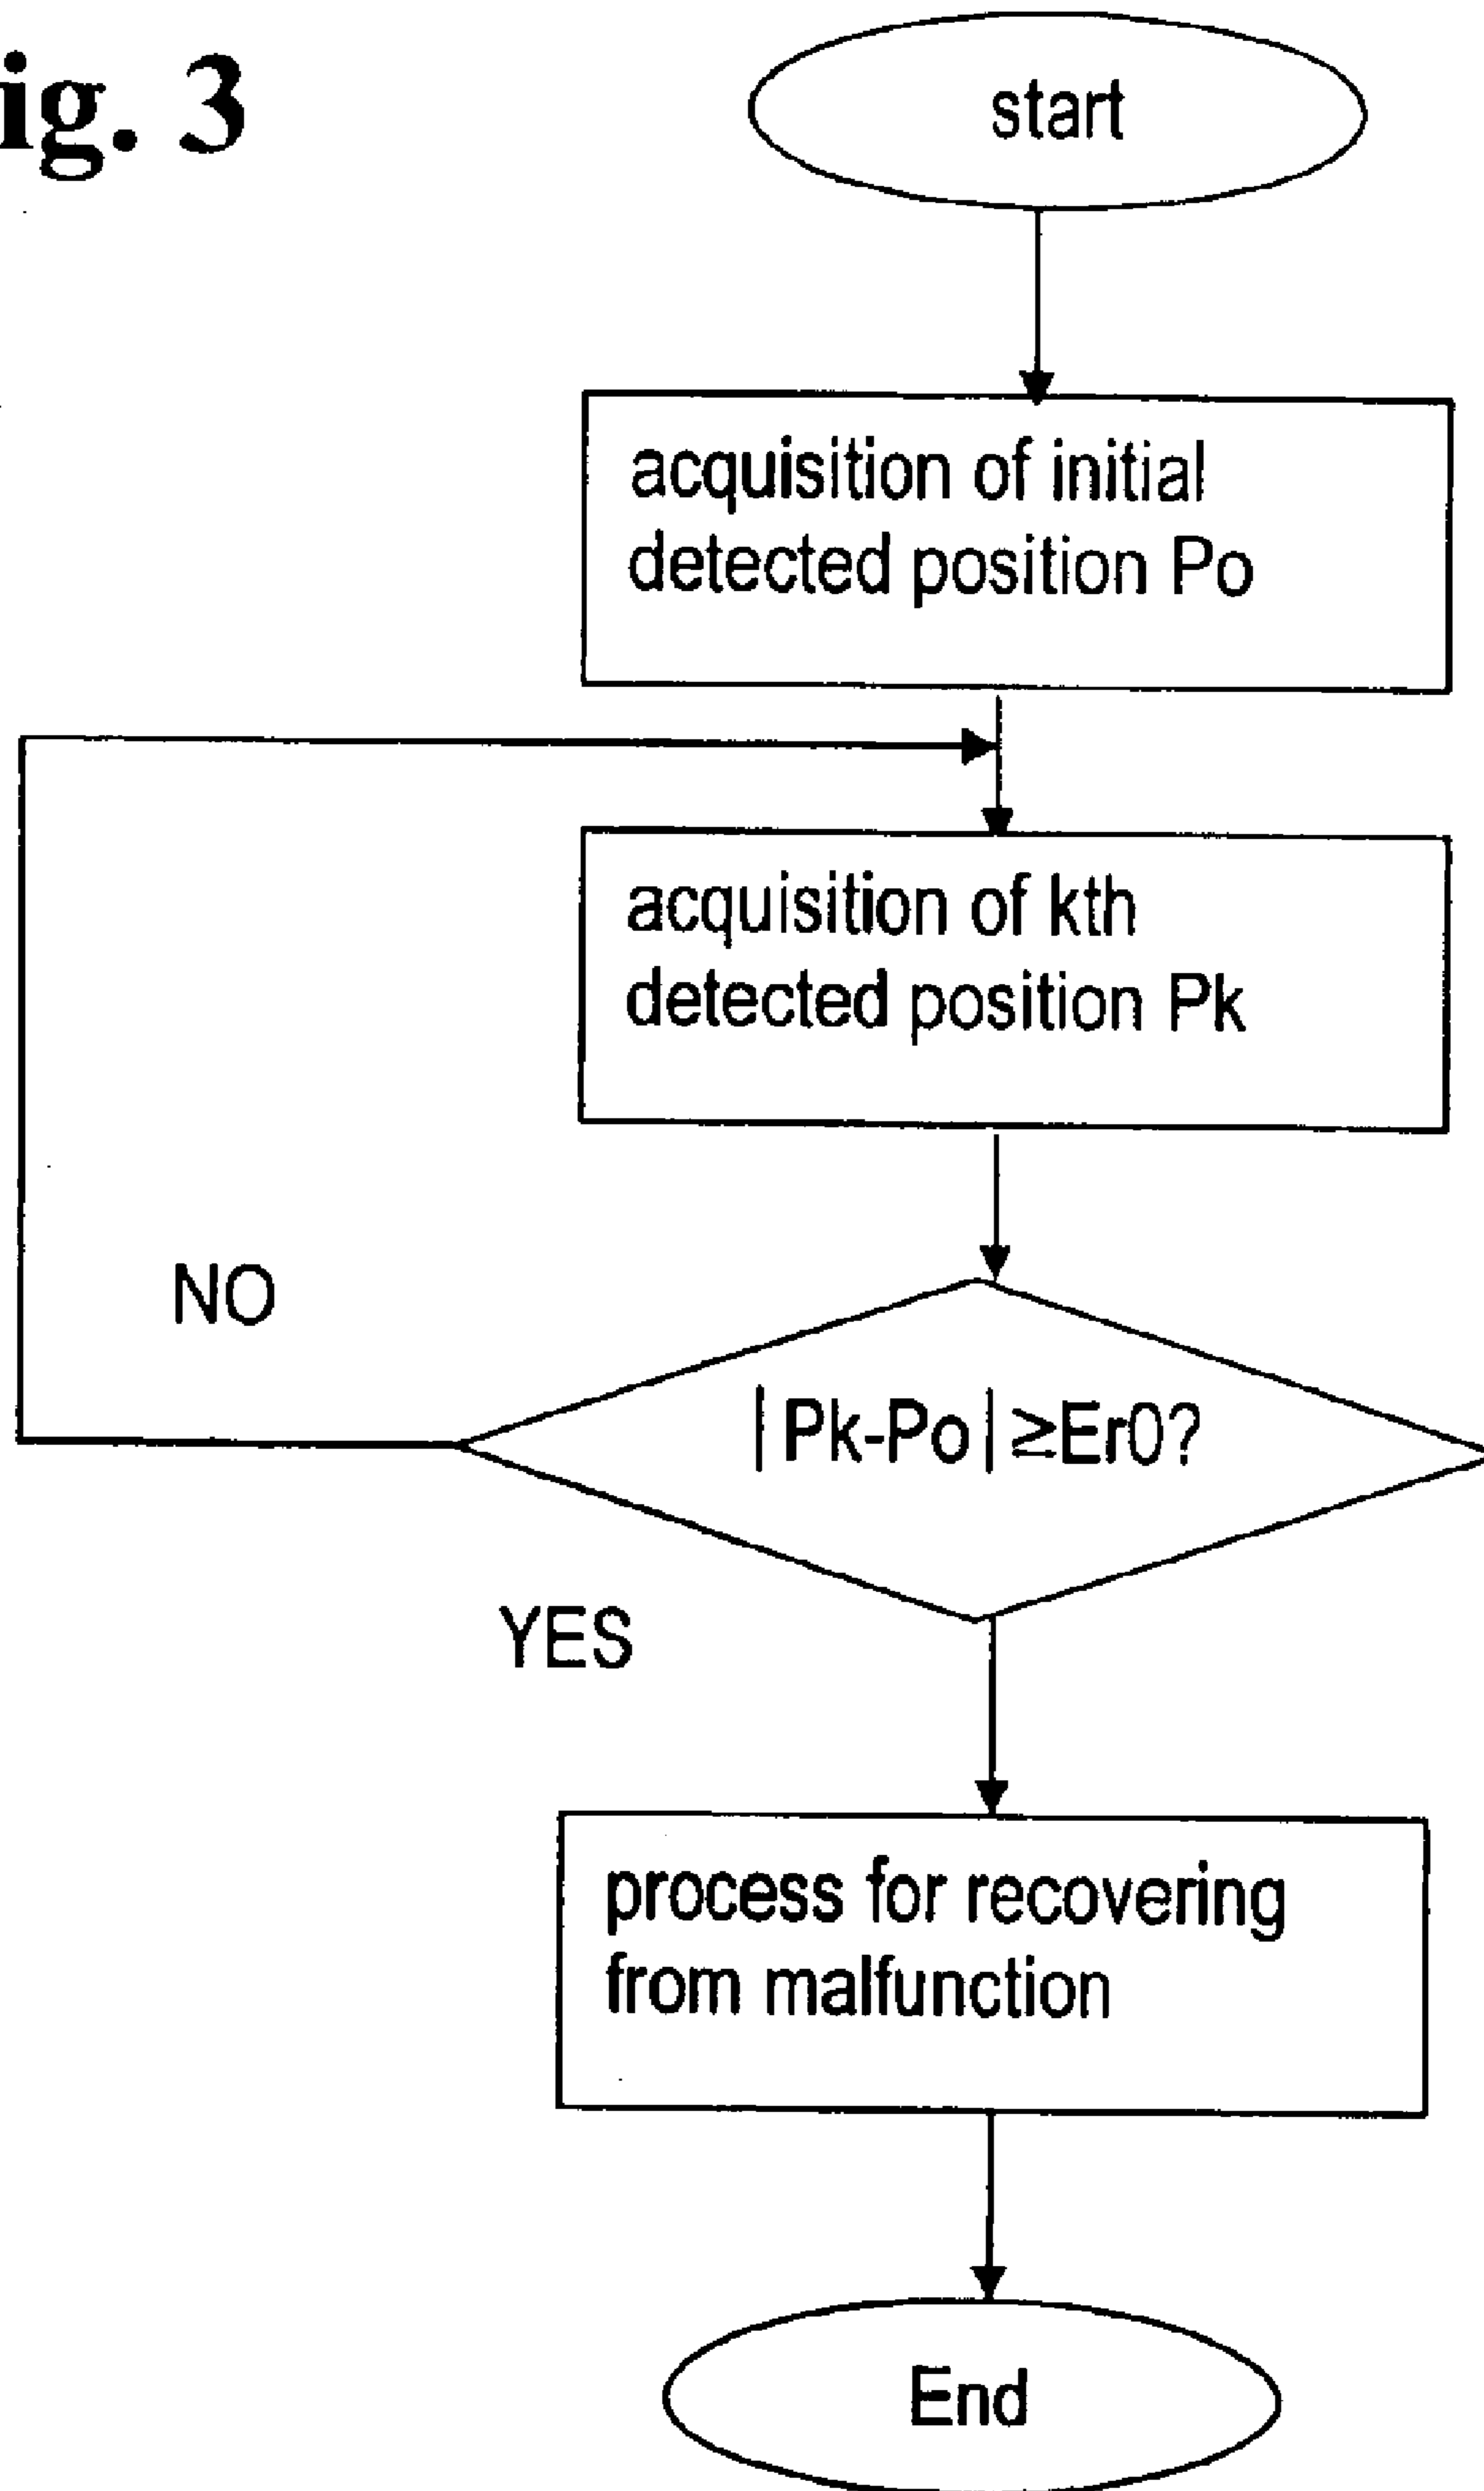 ig. 3
start
acquisition of initial
detected position Po
acquisition of kth
detected position Pk
NO
|Pk-Po|≥Er0?
YES
process for recovering
from malfunction
End